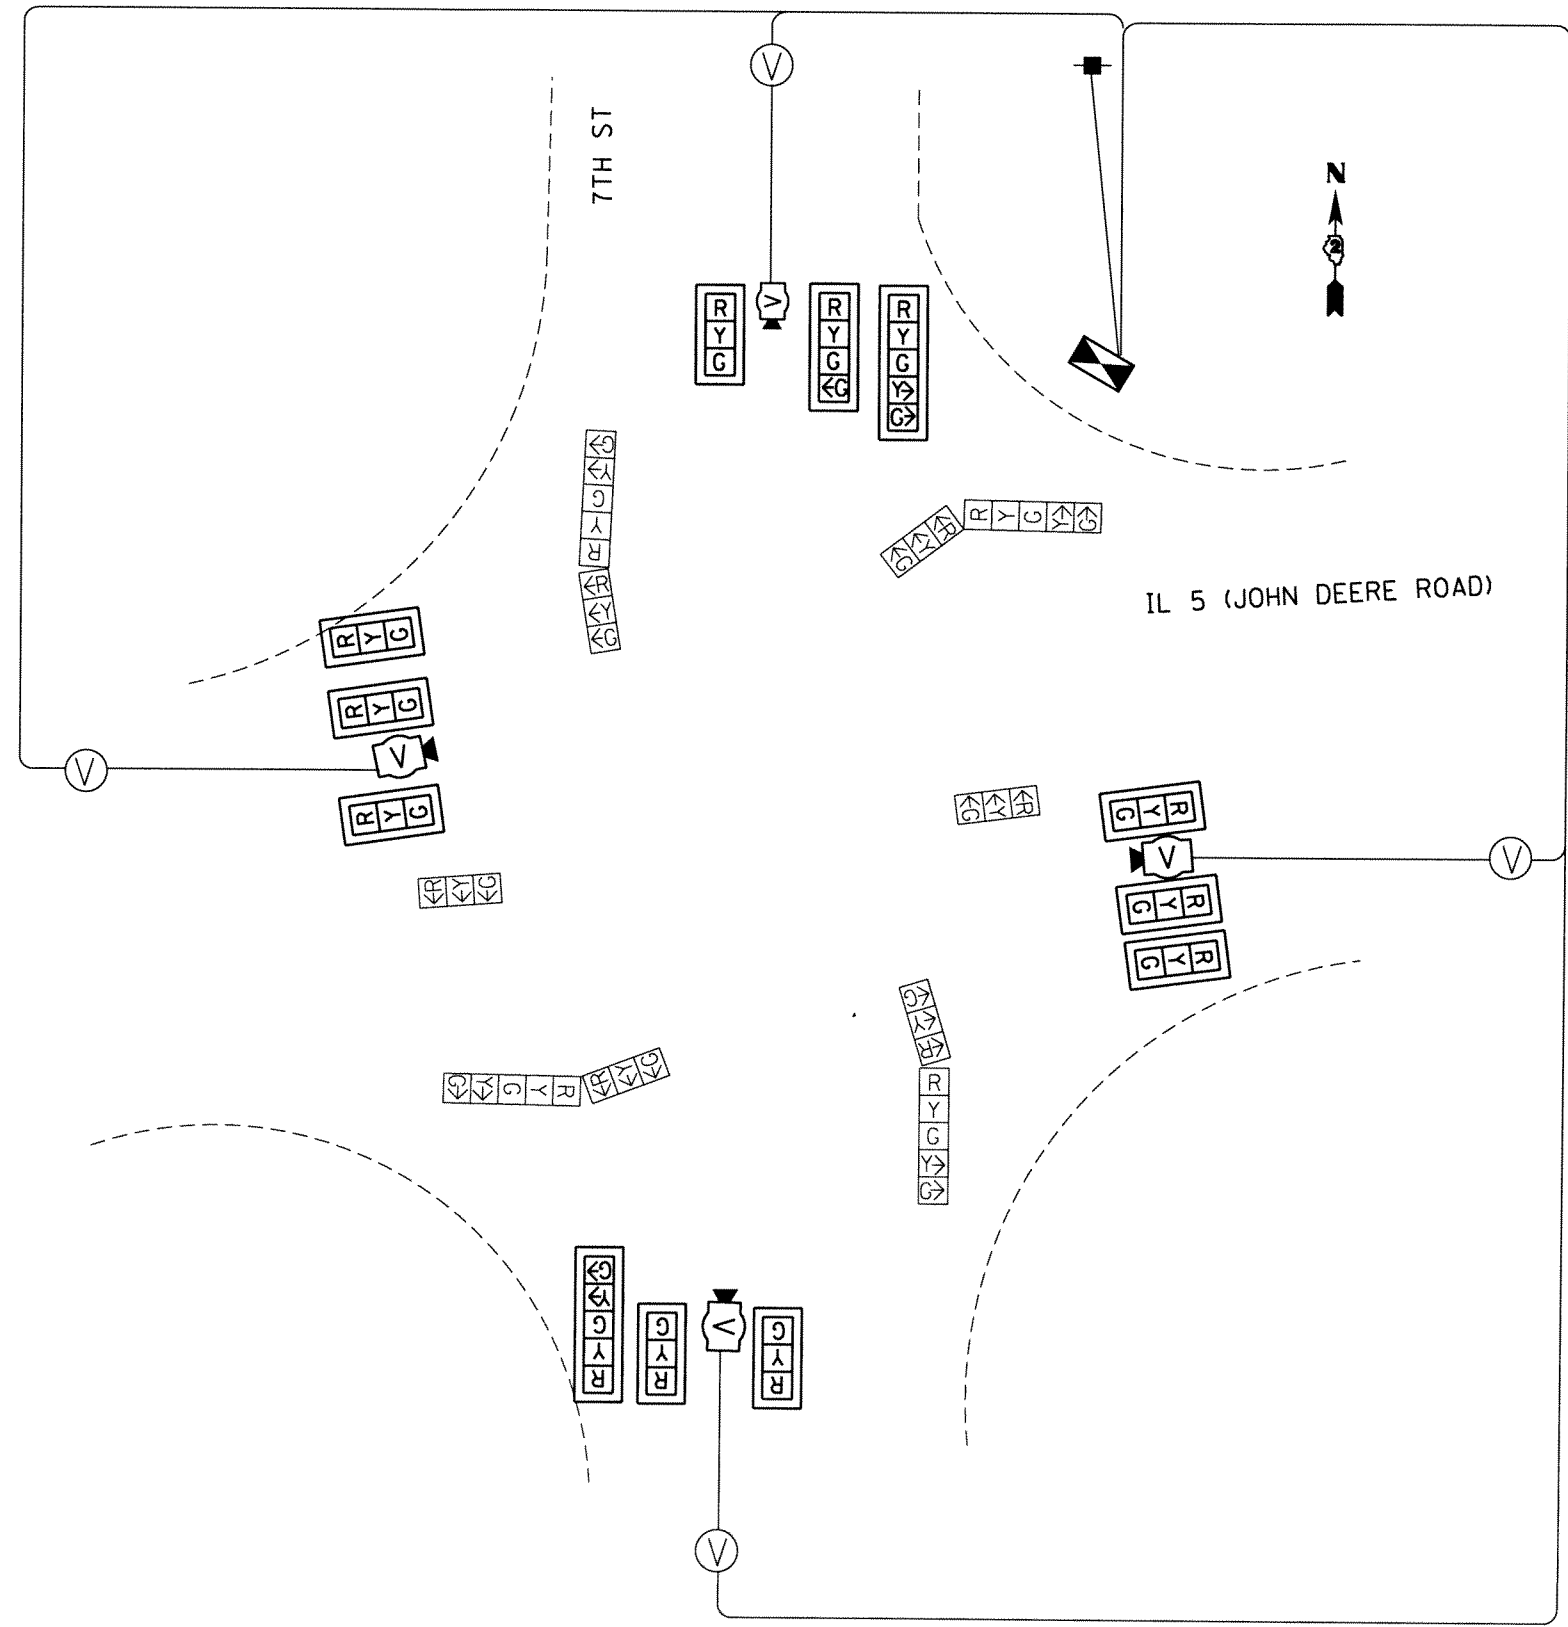 V
7TH ST
N
2
R Y G
V
R Y G ←G
R Y G Y→ G→
G→ Y→ G Y R
←R ←Y ←G
←R ←Y ←G
R Y G Y→ G→
IL 5 (JOHN DEERE ROAD)
R Y G
R Y G
V
V
R Y G
←R ←Y ←G
←R ←Y ←G
R Y G
V
V
R Y G
R Y G
←G ←Y ←R
R Y G Y→ G→
G→ Y→ G Y R
←R ←Y ←G
G→ Y→ G Y R
G Y R
V
G Y R
V